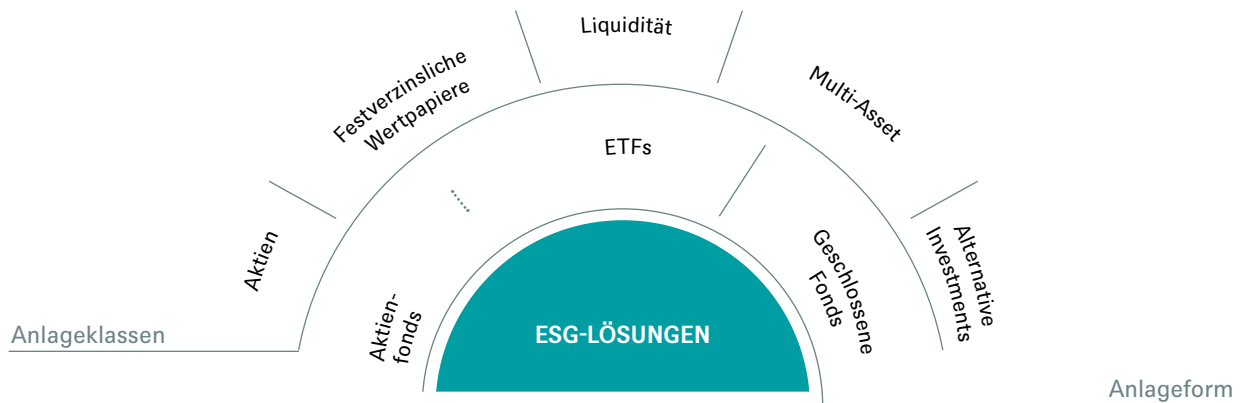 Liquidität
Festverzinsliche
Wertpapiere
Multi-Asset
ETFs
Aktien
Alternative
Investments
Geschlossene
Fonds
Aktien-
fonds
ESG-LÖSUNGEN
Anlageklassen
Anlageform